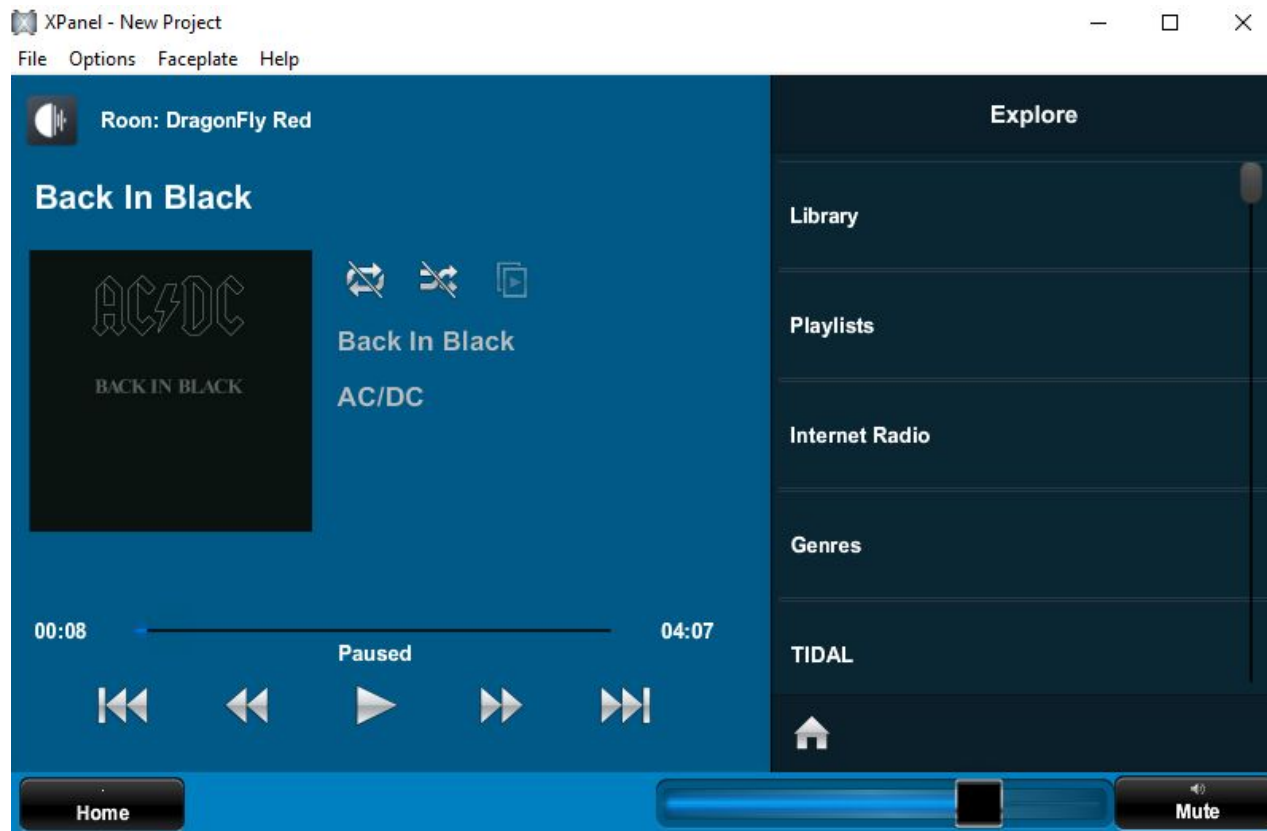 XPanel - New Project
File Options Faceplate Help
Roon: DragonFly Red
Back In Black
AC/DC
BACK IN BLACK
Back In Black
AC/DC
00:08
04:07
Paused
Explore
Library
Playlists
Internet Radio
Genres
TIDAL
Home
Mute